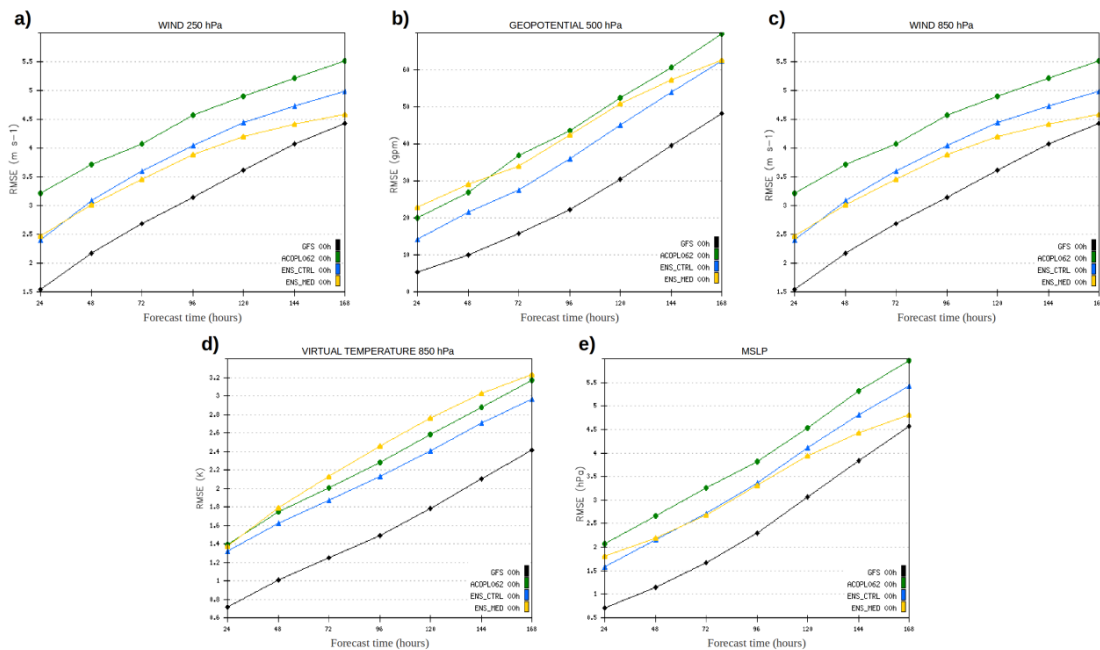 a)
WIND 250 hPa
5.5
5
4.5
4
3.5
3
2.5
2
1.5
RMSE (m s-1)
24 48 72 96 120 144 168
Forecast time (hours)
GFS 00h
ACOPL062 00h
ENS_CTRL 00h
ENS_MED 00h
b)
GEOPOTENTIAL 500 hPa
60
50
40
30
20
10
0
RMSE (gpm)
24 48 72 96 120 144 168
Forecast time (hours)
GFS 00h
ACOPL062 00h
ENS_CTRL 00h
ENS_MED 00h
c)
WIND 850 hPa
5.5
5
4.5
4
3.5
3
2.5
2
1.5
RMSE (m s-1)
24 48 72 96 120 144 168
Forecast time (hours)
GFS 00h
ACOPL062 00h
ENS_CTRL 00h
ENS_MED 00h
d)
VIRTUAL TEMPERATURE 850 hPa
3.2
3
2.8
2.6
2.4
2.2
2
1.8
1.6
1.4
1.2
1
0.8
0.6
RMSE (K)
24 48 72 96 120 144 168
Forecast time (hours)
GFS 00h
ACOPL062 00h
ENS_CTRL 00h
ENS_MED 00h
e)
MSLP
5.5
5
4.5
4
3.5
3
2.5
2
1.5
1
0.5
RMSE (hPa)
24 48 72 96 120 144 168
Forecast time (hours)
GFS 00h
ACOPL062 00h
ENS_CTRL 00h
ENS_MED 00h